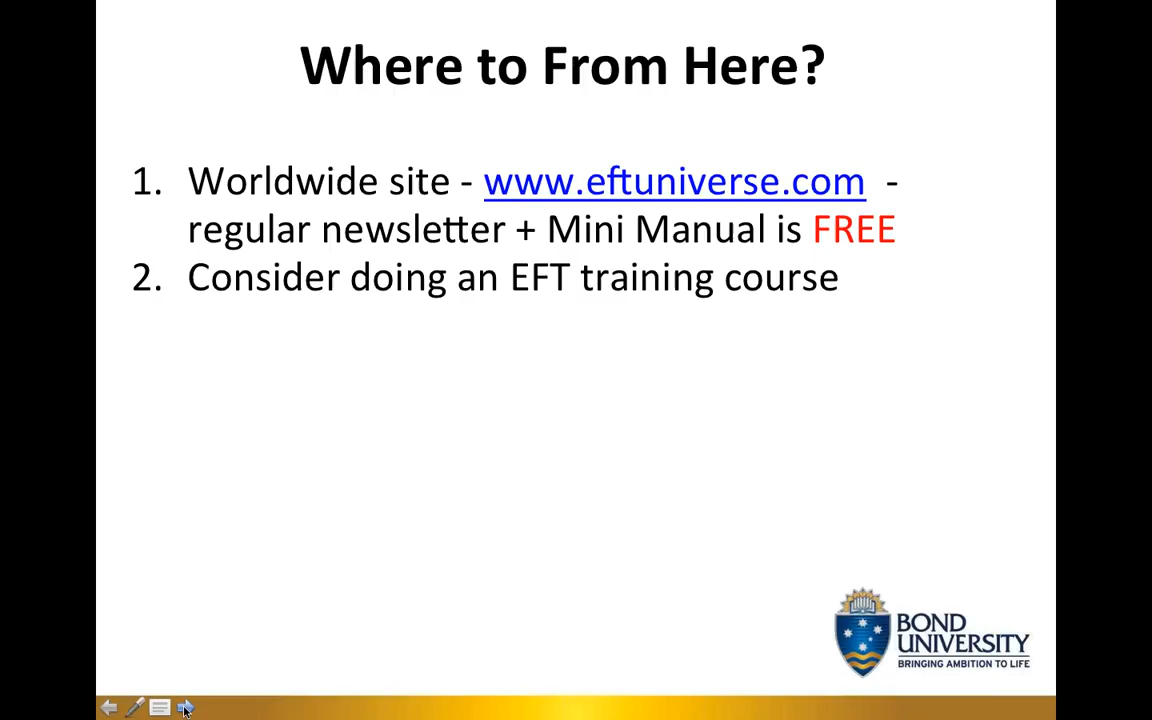 Where to From Here?
1. Worldwide site - www.eftuniverse.com -
regular newsletter + Mini Manual is FREE
2. Consider doing an EFT training course
BOND
UNIVERSITY
BRINGING AMBITION TO LIFE